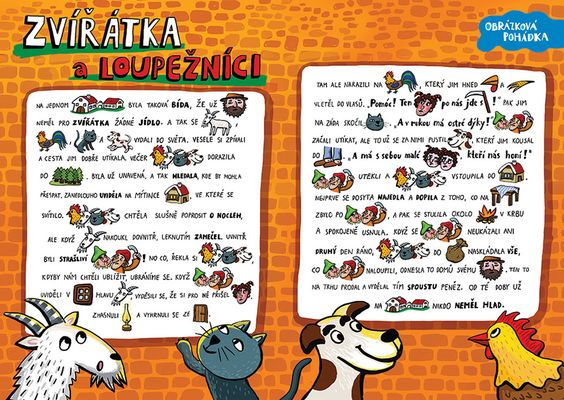 ZVÍŘÁTKA
a LOUPEŽNÍCI
OBRÁZKOVÁ
POHÁDKA
NA JEDNOM BYLA TAKOVÁ BÍDA, ŽE UŽ
NEMĚL PRO ZVÍŘÁTKA ŽÁDNÉ JÍDLO. A TAK SE
A VYDALI DO SVĚTA. VESELE SI ZPÍVALI
A CESTA JIM DOBŘE UTÍKALA. VEČER DORAZILA
DO BYLA UŽ UNAVENÁ, A TAK HLEDALA, KDE BY MOHLA
PŘESPAT. ZANEDLOUHO UVIDĚLA NA MÝTINCE VE KTERÉ SE
SVÍTILO. CHTĚLA SLUŠNĚ POPROSIT O NOCLEH,
ALE KDYŽ NAKOUKL DOVNITŘ, LEKNUTÍM ZAMEČEL. UVNITŘ
BYLI STRAŠLIVÍ ! NO CO, ŘEKLA SI
KDYBY NÁM CHTĚLI UBLÍŽIT, UBRÁNÍME SE. KDYŽ
UVIDĚLI V HLAVU VYDĚSILI SE, ŽE SI PRO NĚ PŘIŠEL
ZHASNULI A VYHRNULI SE ZE
TAM ALE NARAZILI NA , KTERÝ JIM HNED A
VLETĚL DO VLASŮ. „Pomóc! Ten po nás jde s !" PAK JIM
NA ZÁDA SKOČIL „A v rukou má ostré dýky!"
ZAČALI UTÍKAT, ALE TO UŽ SE ZA NIMI PUSTIL , KTERÝ JIM KOUSAL
DO „A má s sebou malé kteří nás honí!"
UTEKLI A VSTOUPILA DO
NEJPRVE SE DOSYTA NAJEDLA A DOPILA Z TOHO, CO NA
ZBYLO PO A PAK SE STULILA OKOLO V KRBU
A SPOKOJENĚ USNULA. KDYŽ SE NEUKÁZALI ANI
DRUHÝ DEN RÁNO, KDYŽ DO NASKLÁDALA VŠE,
CO NALOUPILI, ODNESLA TO DOMŮ SVÉMU , TEN TO
NA TRHU PRODAL A VYDĚLAL TÍM SPOUSTU PENĚZ. OD TÉ DOBY UŽ
NA NIKDO NEMĚL HLAD.